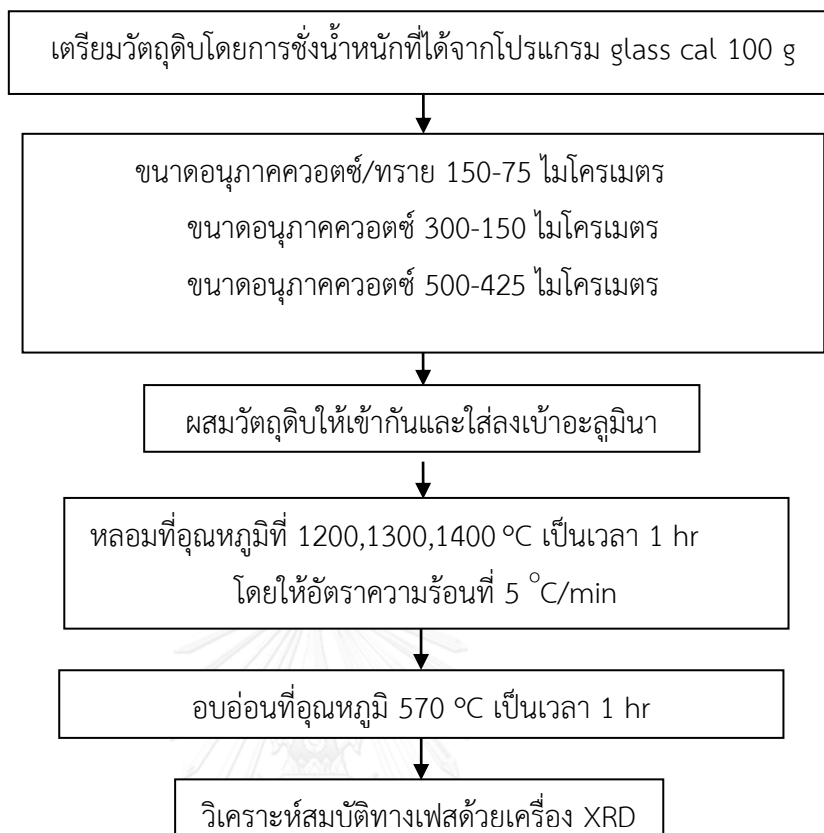 เตรียมวัตถุดิบโดยการชั่งน้ำหนักที่ได้จากโปรแกรม glass cal 100 g
ขนาดอนุภาคควอตซ์/ทราย 150-75 ไมโครเมตร
ขนาดอนุภาคควอตซ์ 300-150 ไมโครเมตร
ขนาดอนุภาคควอตซ์ 500-425 ไมโครเมตร
ผสมวัตถุดิบให้เข้ากันและใส่ลงเบ้าอะลูมินา
หลอมที่อุณหภูมิที่ 1200,1300,1400 °C เป็นเวลา 1 hr
โดยให้อัตราความร้อนที่ 5 °C/min
อบอ่อนที่อุณหภูมิ 570 °C เป็นเวลา 1 hr
วิเคราะห์สมบัติทางเฟสด้วยเครื่อง XRD